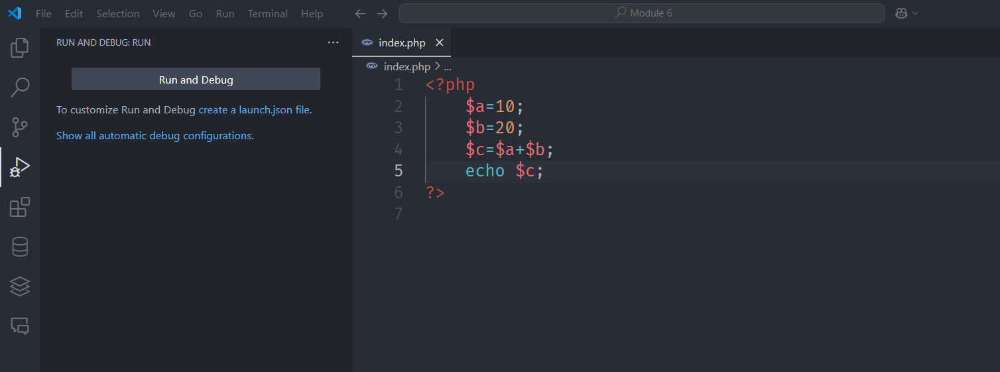 File Edit Selection View Go Run Terminal Help
Module 6
RUN AND DEBUG: RUN
Run and Debug
To customize Run and Debug create a launch.json file.
Show all automatic debug configurations.
index.php
index.php > ...
1 <?php
2 $a=10;
3 $b=20;
4 $c=$a+$b;
5 echo $c;
6 ?>
7